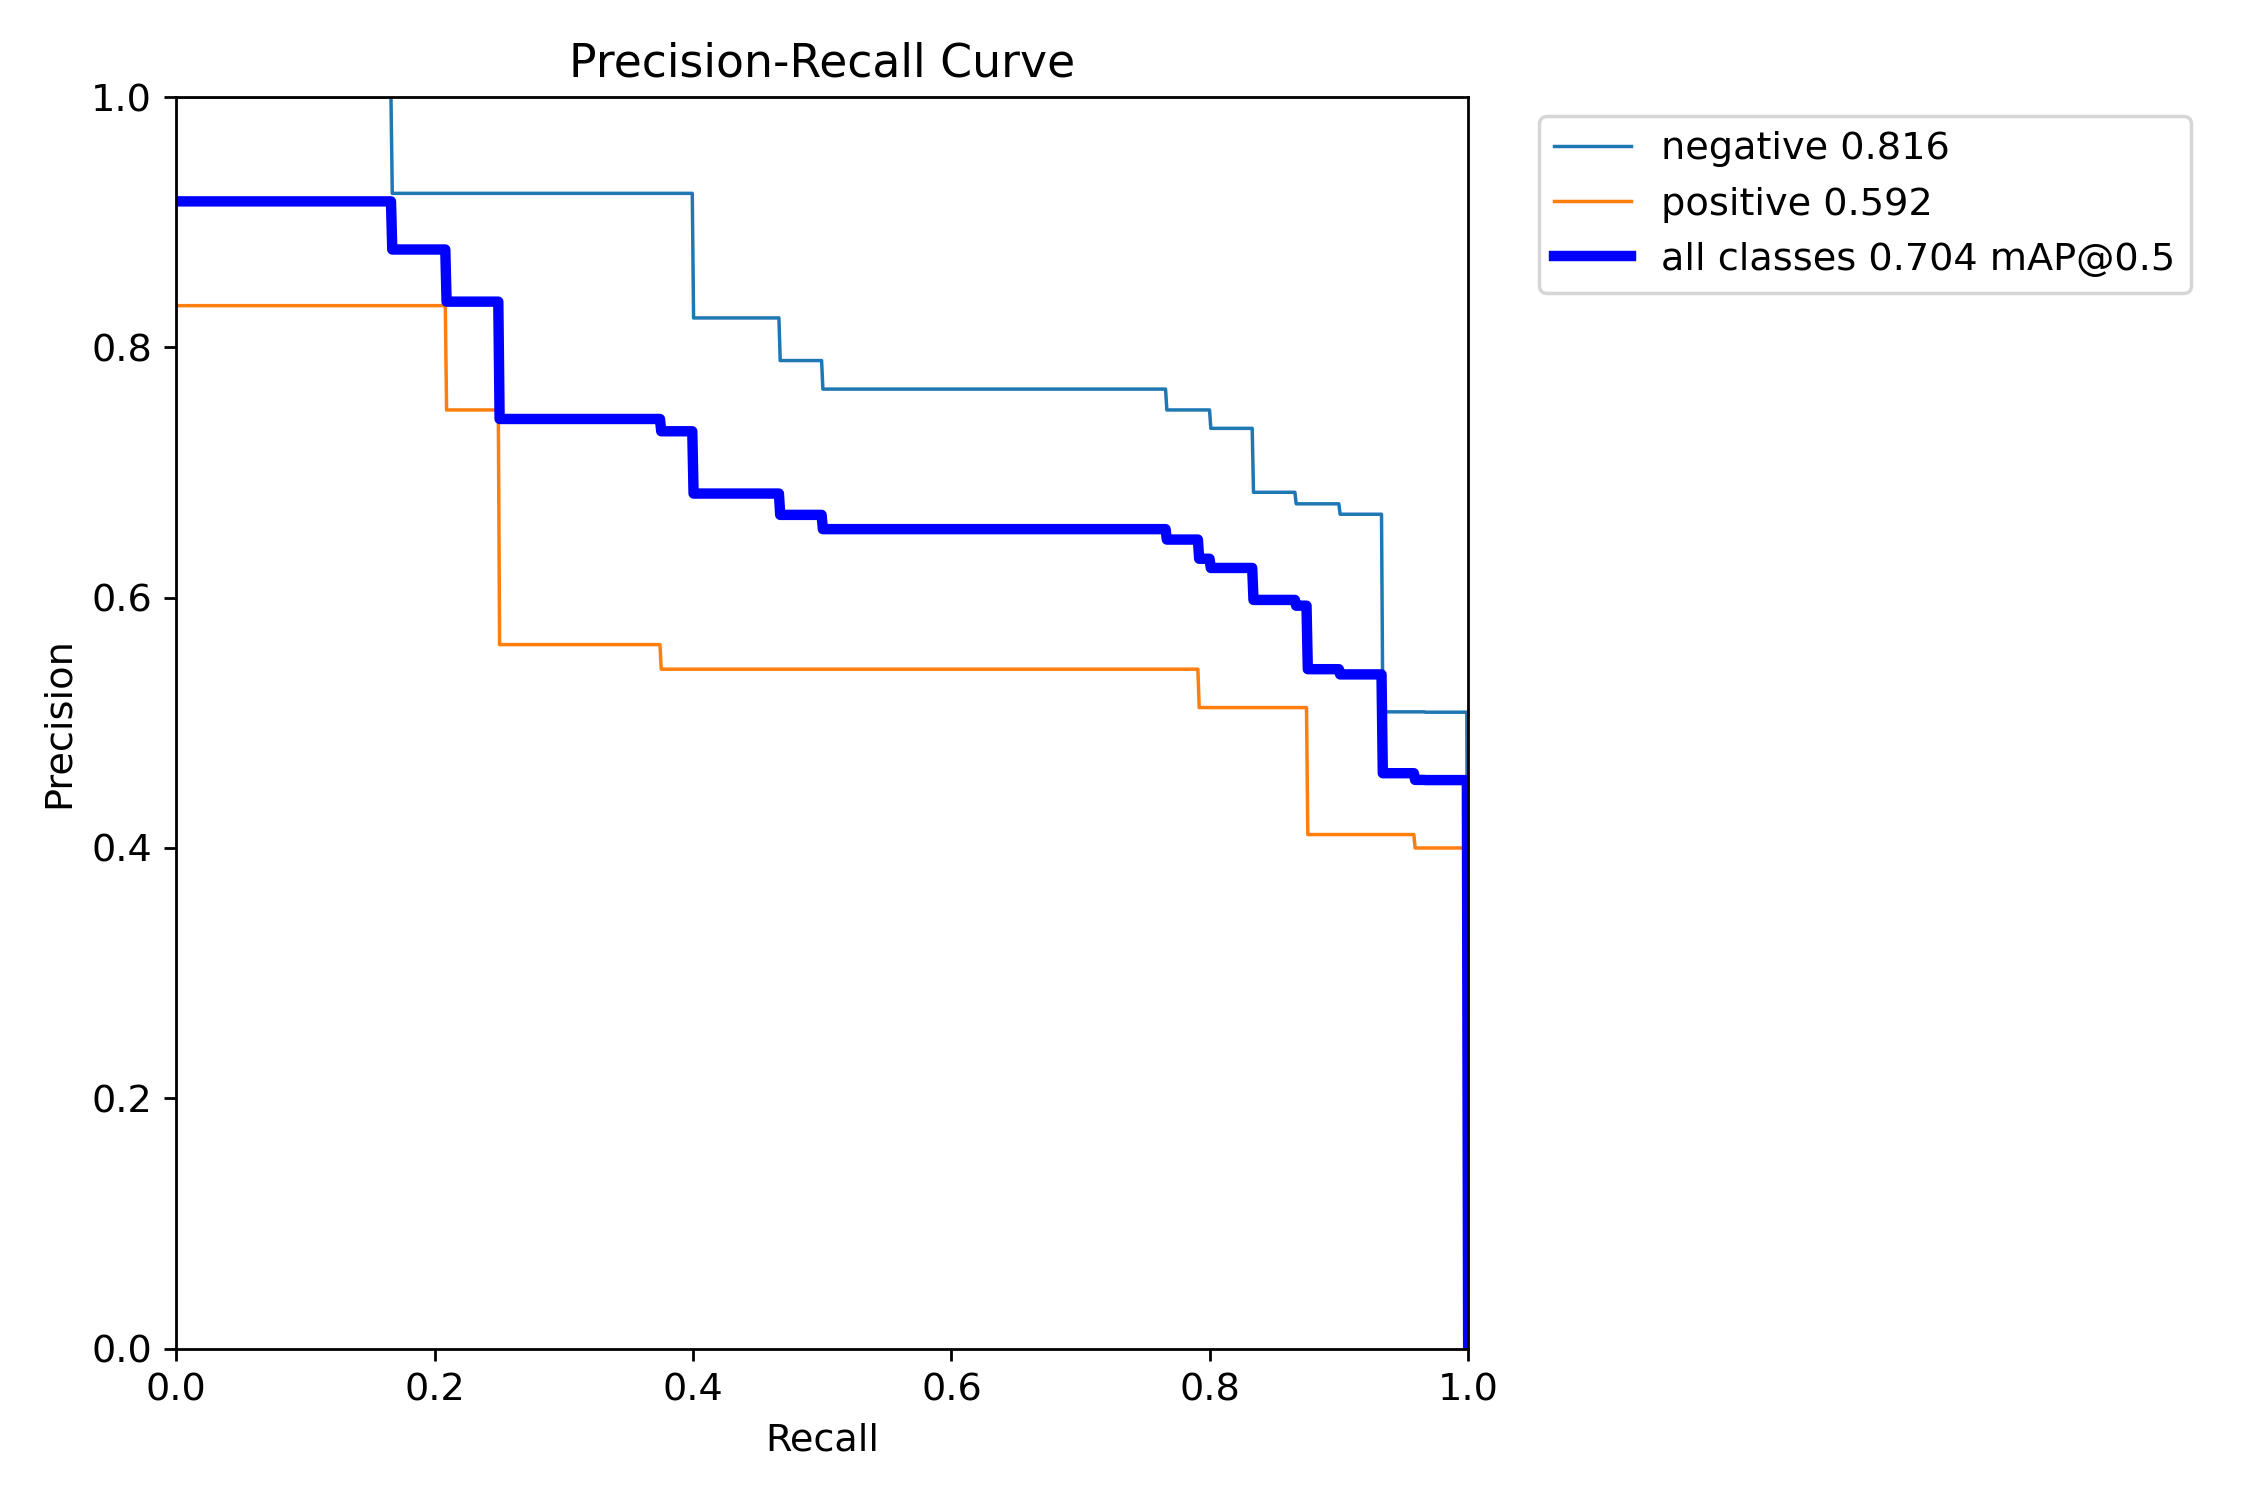 Precision-Recall Curve
1.0
0.8
0.6
0.4
0.2
0.0
Precision
0.0 0.2 0.4 0.6 0.8 1.0
Recall
negative 0.816
positive 0.592
all classes 0.704 mAP@0.5